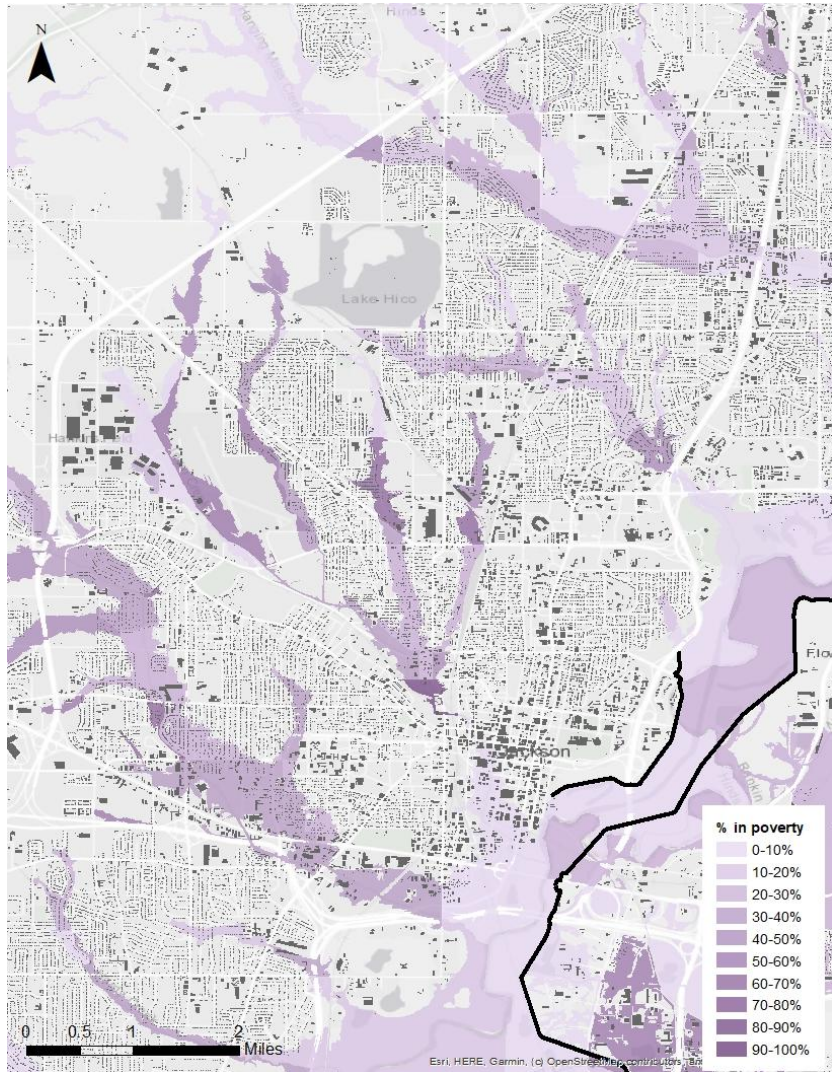 N
Hinds
Lake Hico
Jackson
% in poverty
0-10%
10-20%
20-30%
30-40%
40-50%
50-60%
60-70%
70-80%
80-90%
90-100%
0 0.5 1 2
Miles
Esri, HERE, Garmin, (c) OpenStreetMap contributors,